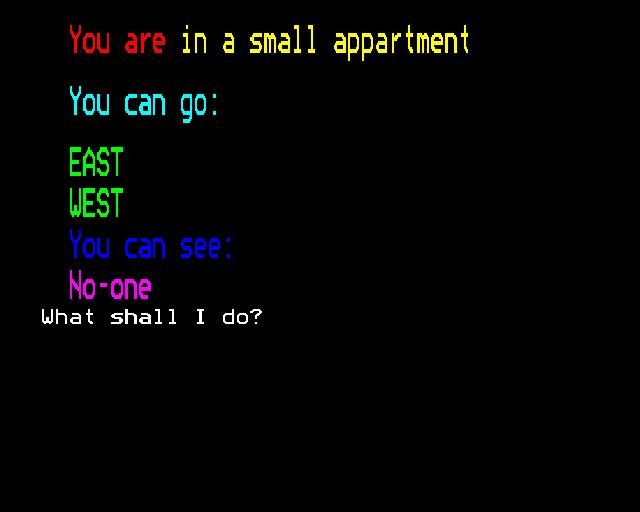 You are in a small appartment
You can go:
EAST
WEST
You can see:
No-one
What shall I do?